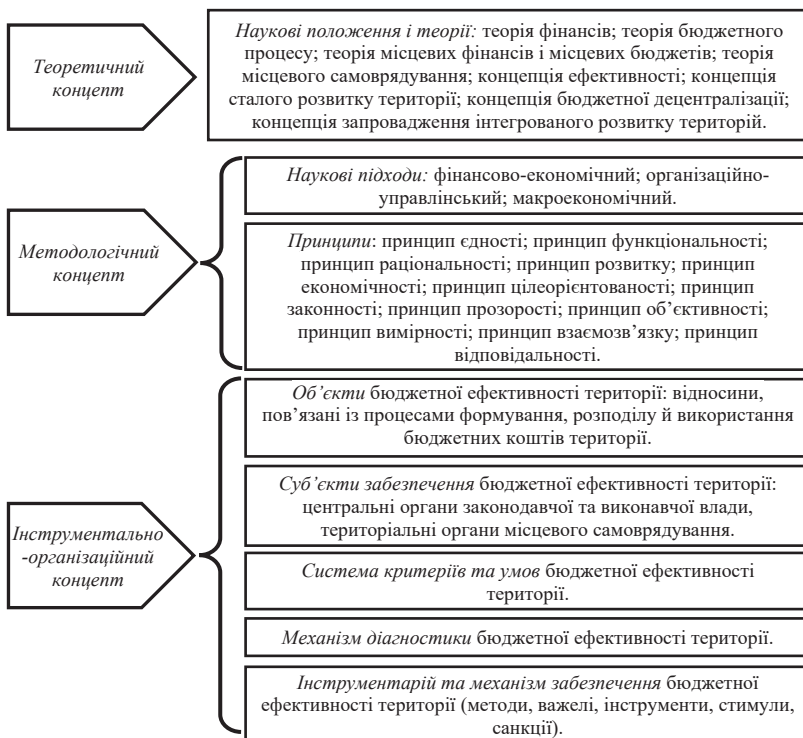 Теоретичний
концепт
Наукові положення і теорії: теорія фінансів; теорія бюджетного
процесу; теорія місцевих фінансів і місцевих бюджетів; теорія
місцевого самоврядування; концепція ефективності; концепція
сталого розвитку території; концепція бюджетної децентралізації;
концепція запровадження інтегрованого розвитку територій.
Методологічний
концепт
Наукові підходи: фінансово-економічний; організаційно-
управлінський; макроекономічний.
Принципи: принцип єдності; принцип функціональності;
принцип раціональності; принцип розвитку; принцип
економічності; принцип цілеорієнтованості; принцип
законності; принцип прозорості; принцип об’єктивності;
принцип вимірності; принцип взаємозв’язку; принцип
відповідальності.
Інструментально
-організаційний
концепт
Об’єкти бюджетної ефективності території: відносини,
пов’язані із процесами формування, розподілу й використання
бюджетних коштів території.
Суб’єкти забезпечення бюджетної ефективності території:
центральні органи законодавчої та виконавчої влади,
територіальні органи місцевого самоврядування.
Система критеріїв та умов бюджетної ефективності
території.
Механізм діагностики бюджетної ефективності території.
Інструментарій та механізм забезпечення бюджетної
ефективності території (методи, важелі, інструменти, стимули,
санкції).